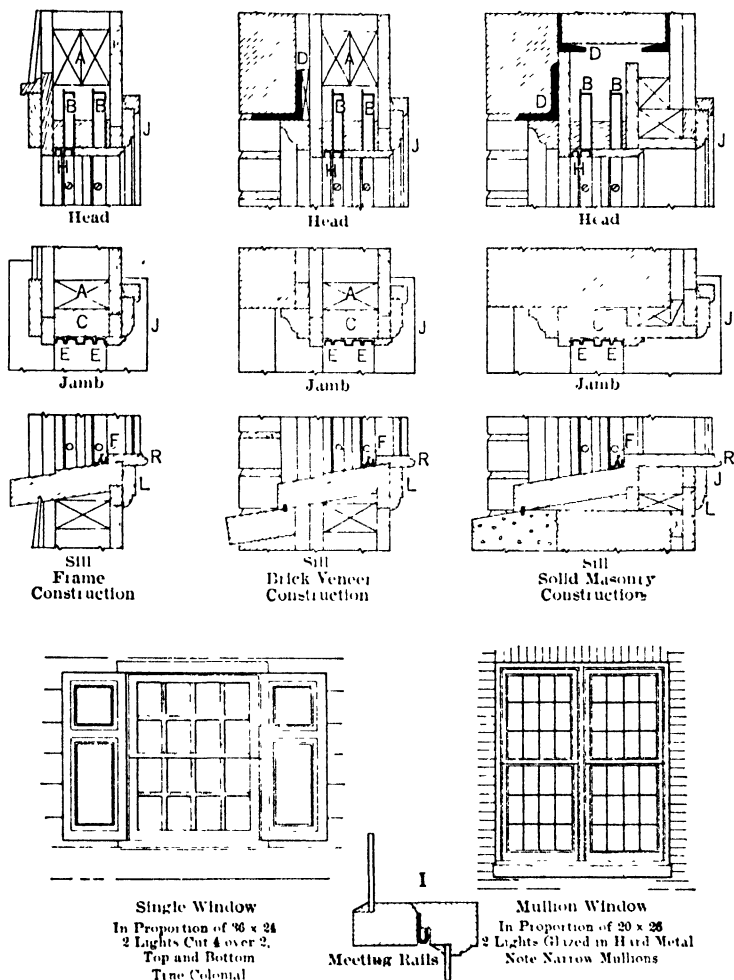 A
B B
J
H
Head
D
A
B B
J
H
Head
D
D
B B
J
H
Head
A
C
J
E E
Jamb
A
C
J
E E
Jamb
C
J
E E
Jamb
F
R
L
Sill
Frame
Construction
F
R
L
Sill
Brick Veneer
Construction
F
R
J
L
Sill
Solid Masonry
Construction
Single Window
In Proportion of 36 x 24
2 Lights Cut 4 over 2,
Top and Bottom
True Colonial
I
Meeting Rails
Mullion Window
In Proportion of 20 x 26
2 Lights Glazed in Hard Metal
Note Narrow Mullions